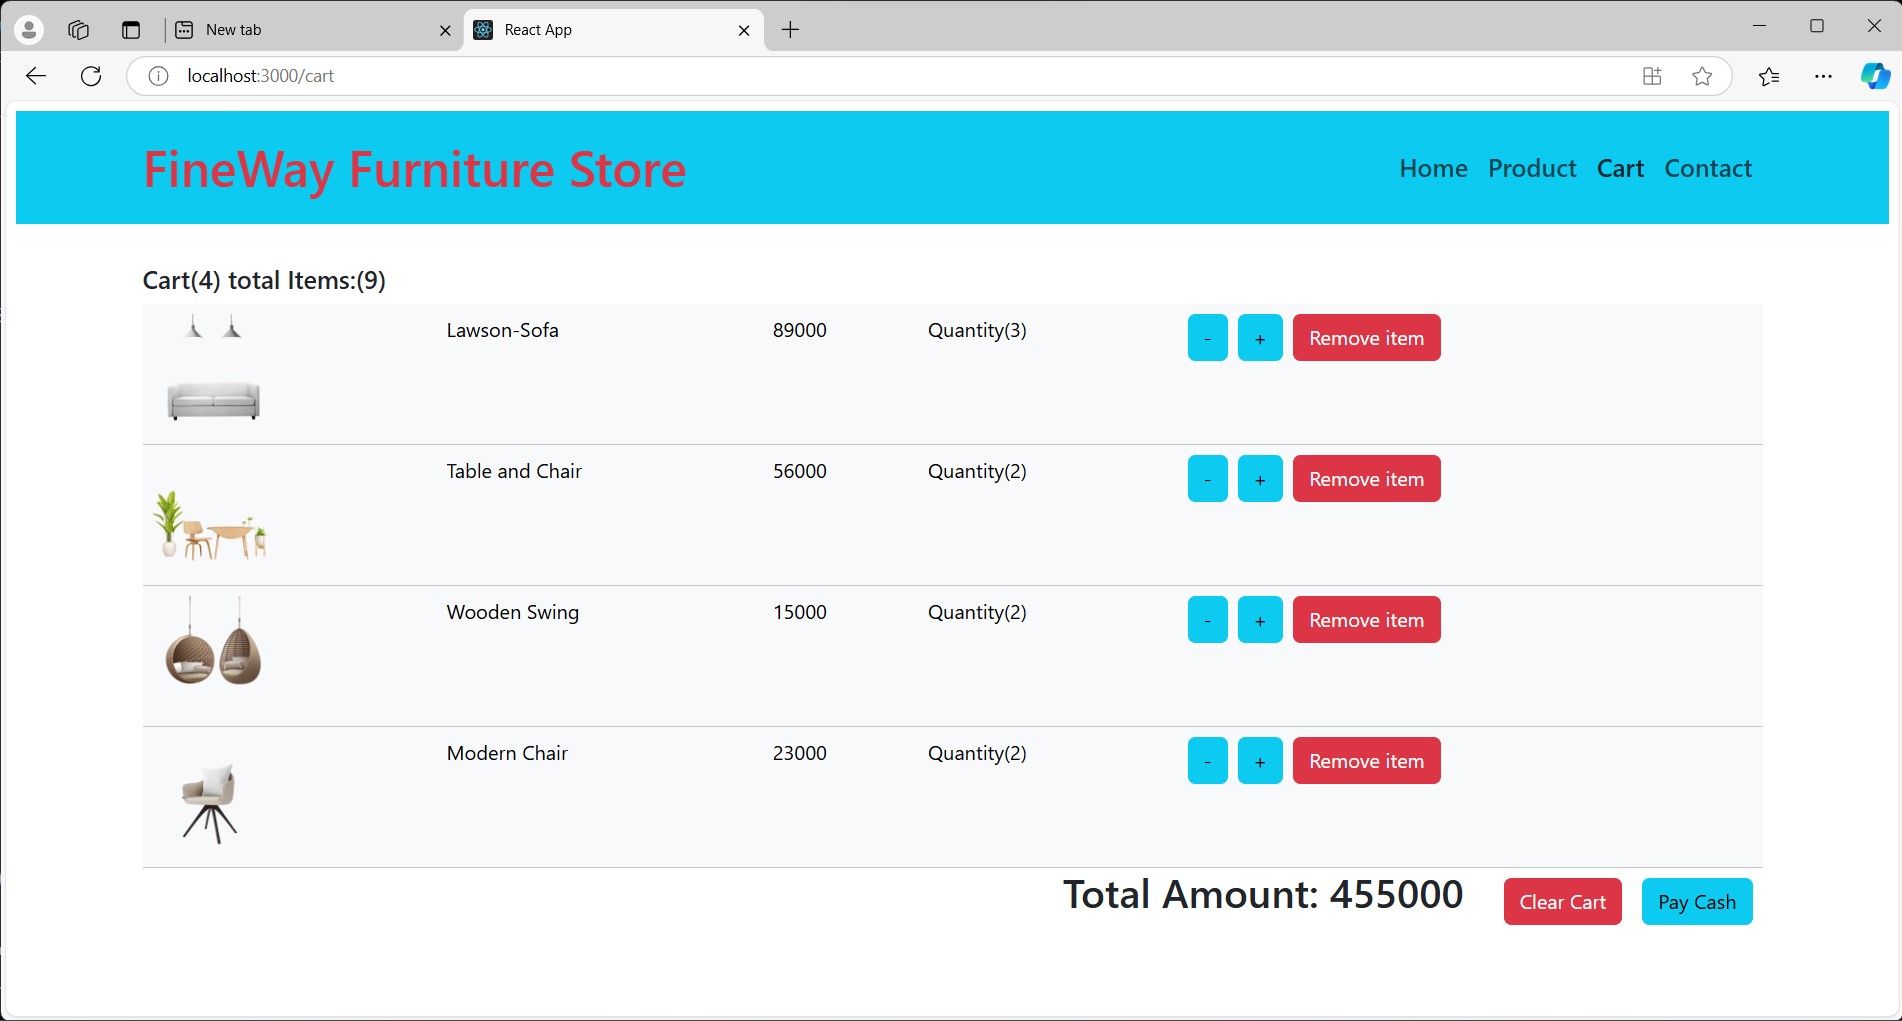 New tab
React App
localhost:3000/cart
FineWay Furniture Store
Home Product Cart Contact
Cart(4) total Items:(9)
Lawson-Sofa 89000 Quantity(3) - + Remove item
Table and Chair 56000 Quantity(2) - + Remove item
Wooden Swing 15000 Quantity(2) - + Remove item
Modern Chair 23000 Quantity(2) - + Remove item
Total Amount: 455000 Clear Cart Pay Cash